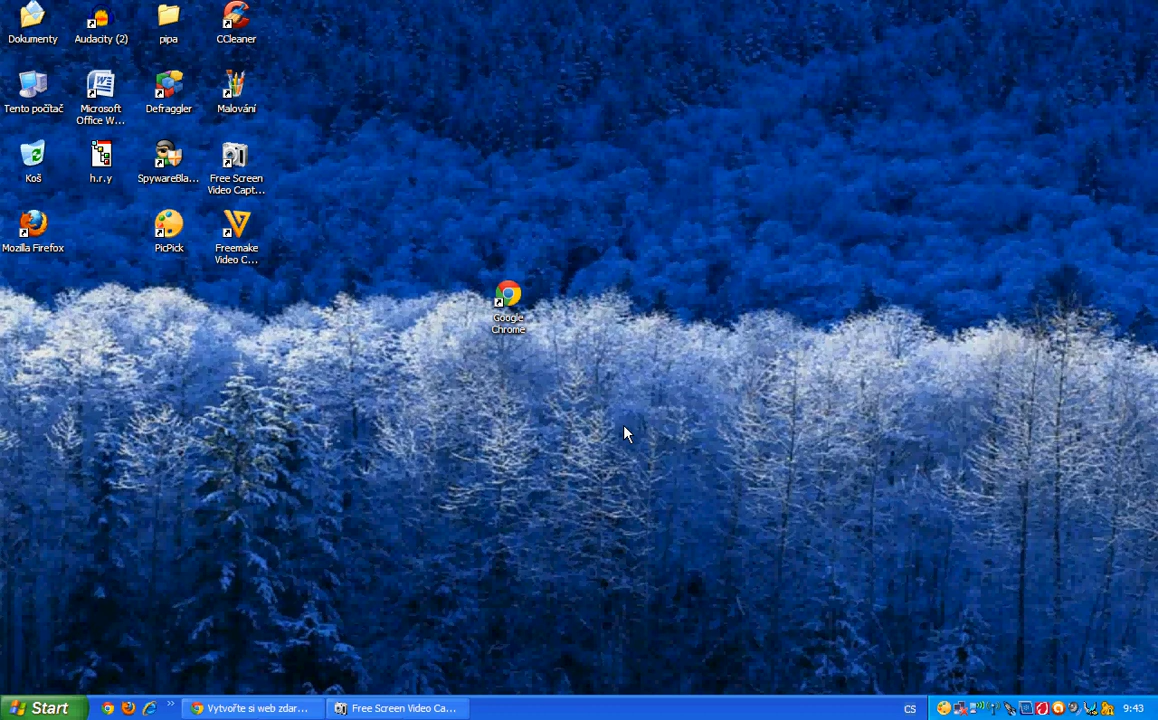 Dokumenty
Audacity (2)
pipa
CCleaner
Tento počítač
Microsoft
Office W...
Defraggler
Malování
Koš
h.r.y
SpywareBla...
Free Screen
Video Capt...
Mozilla Firefox
PicPick
Freemake
Video C...
Google
Chrome
Start
Vytvořte si web zdar...
Free Screen Video Ca...
CS
9:43